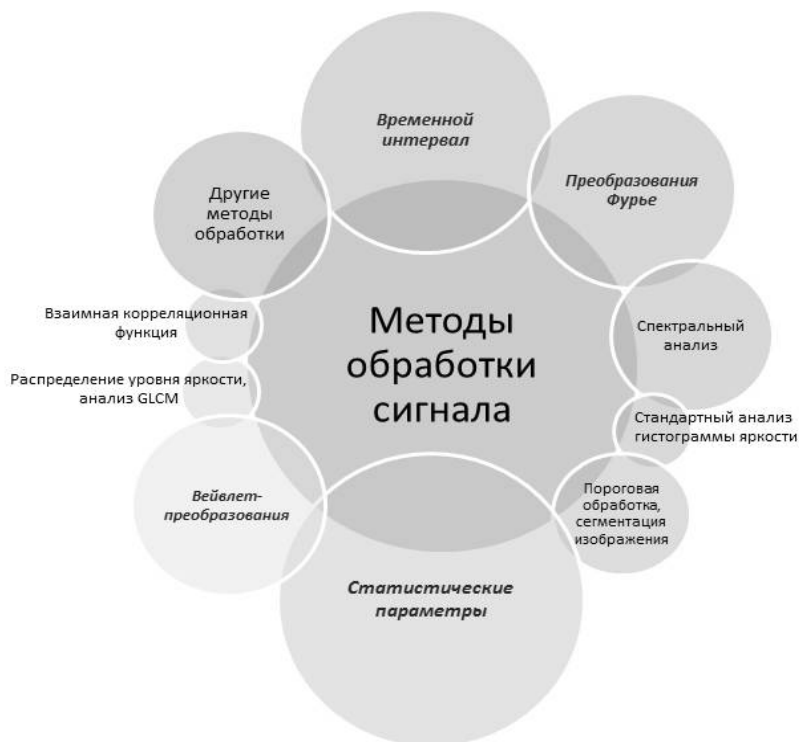 Временной
интервал
Преобразования
Фурье
Другие
методы
обработки
Методы
обработки
сигнала
Взаимная корреляционная
функция
Спектральный
анализ
Распределение уровня яркости,
анализ GLCM
Стандартный анализ
гистограммы яркости
Вейвлет-
преобразования
Пороговая
обработка,
сегментация
изображения
Статистические
параметры